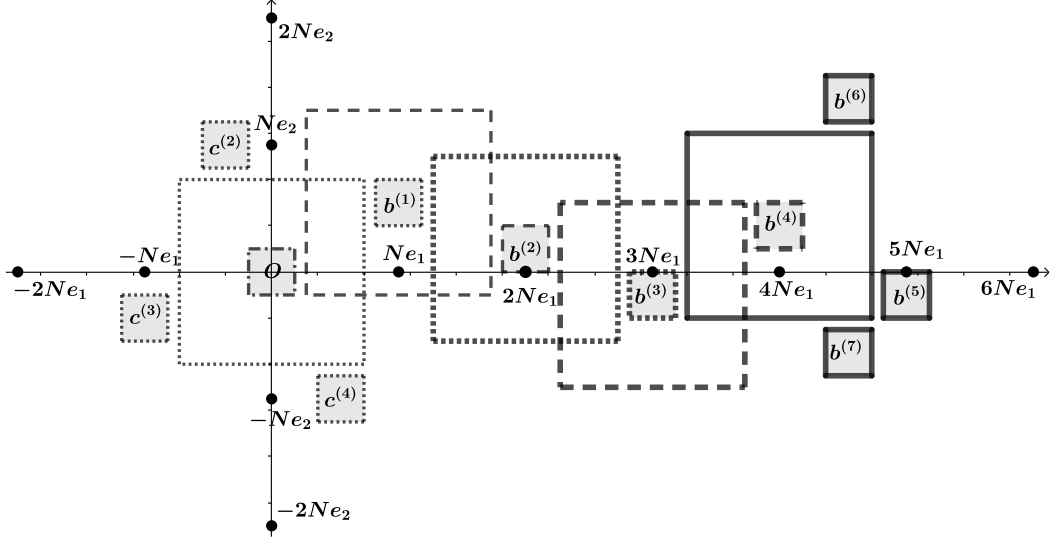 2Ne₂
b⁽⁶⁾
Ne₂
c⁽²⁾
b⁽¹⁾
b⁽⁴⁾
-Ne₁
O
Ne₁
b⁽²⁾
3Ne₁
5Ne₁
-2Ne₁
2Ne₁
b⁽³⁾
4Ne₁
b⁽⁵⁾
6Ne₁
c⁽³⁾
b⁽⁷⁾
c⁽⁴⁾
-Ne₂
-2Ne₂